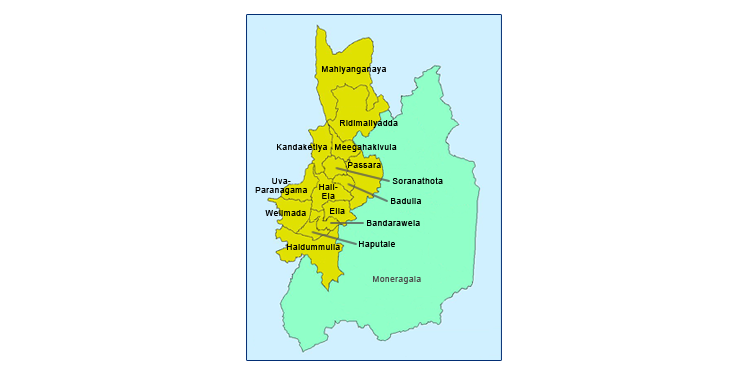 Mahiyanganaya
Ridimaliyadda
Kandaketiya
Meegahakivula
Passara
Soranathota
Uva-
Paranagama
Hali-
Ela
Badulla
Welimada
Ella
Bandarawela
Haputale
Haldummulla
Moneragala